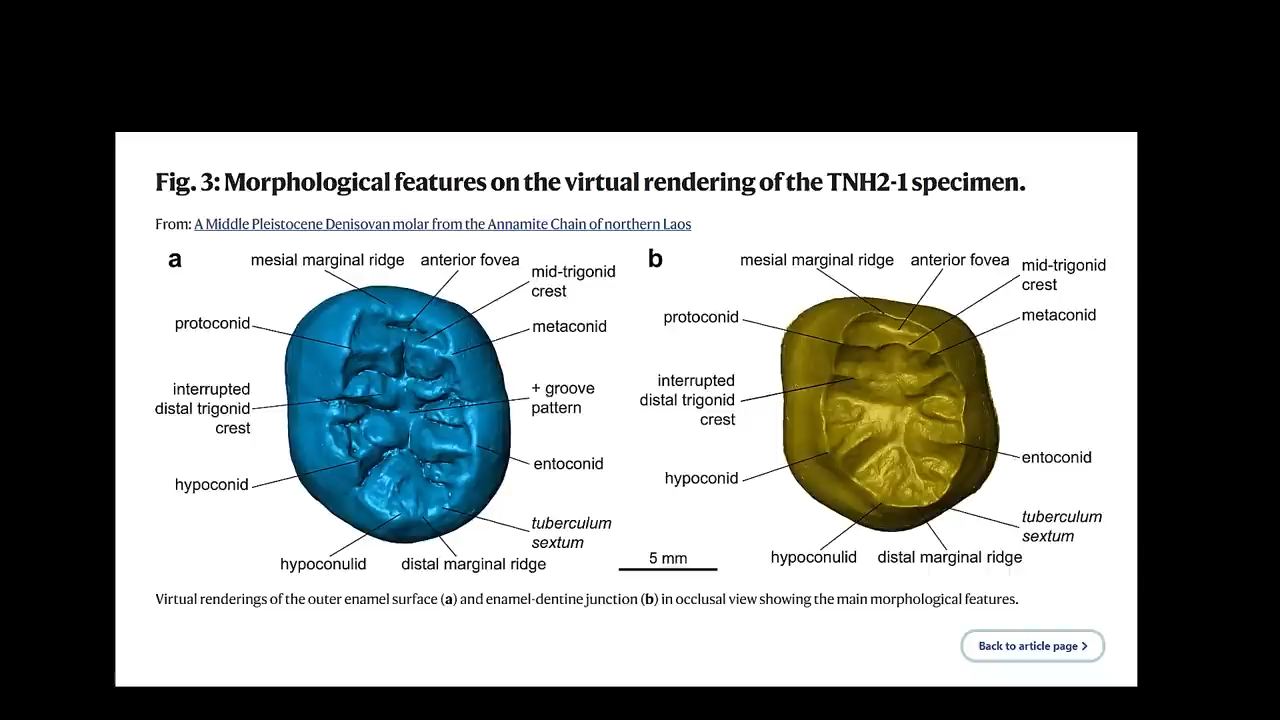 Fig. 3: Morphological features on the virtual rendering of the TNH2-1 specimen.
From: A Middle Pleistocene Denisovan molar from the Annamite Chain of northern Laos
a
mesial marginal ridge
anterior fovea
mid-trigonid
crest
protoconid
metaconid
interrupted
distal trigonid
crest
+ groove
pattern
hypoconid
entoconid
tuberculum
sextum
hypoconulid
distal marginal ridge
5 mm
b
mesial marginal ridge
anterior fovea
mid-trigonid
crest
protoconid
metaconid
interrupted
distal trigonid
crest
hypoconid
entoconid
tuberculum
sextum
hypoconulid
distal marginal ridge
Virtual renderings of the outer enamel surface (a) and enamel-dentine junction (b) in occlusal view showing the main morphological features.
Back to article page >